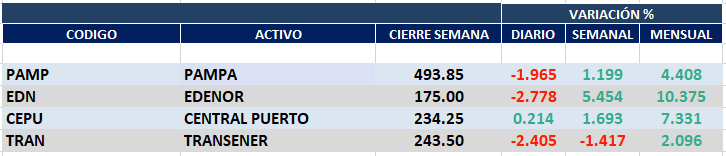 VARIACIÓN %
CODIGO ACTIVO CIERRE SEMANA DIARIO SEMANAL MENSUAL
PAMP PAMPA 493.85 -1.965 1.199 4.408
EDN EDENOR 175.00 -2.778 5.454 10.375
CEPU CENTRAL PUERTO 234.25 0.214 1.693 7.331
TRAN TRANSENER 243.50 -2.405 -1.417 2.096